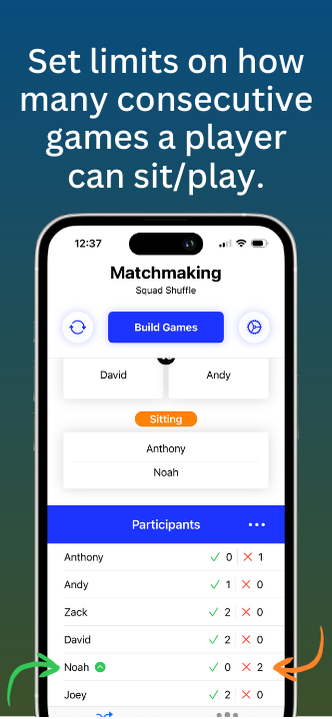 Set limits on how
many consecutive
games a player
can sit/play.
12:37
Matchmaking
Squad Shuffle
Build Games
David Andy
Sitting
Anthony
Noah
Participants
Anthony 0 1
Andy 1 0
Zack 2 0
David 2 0
Noah 0 2
Joey 2 0